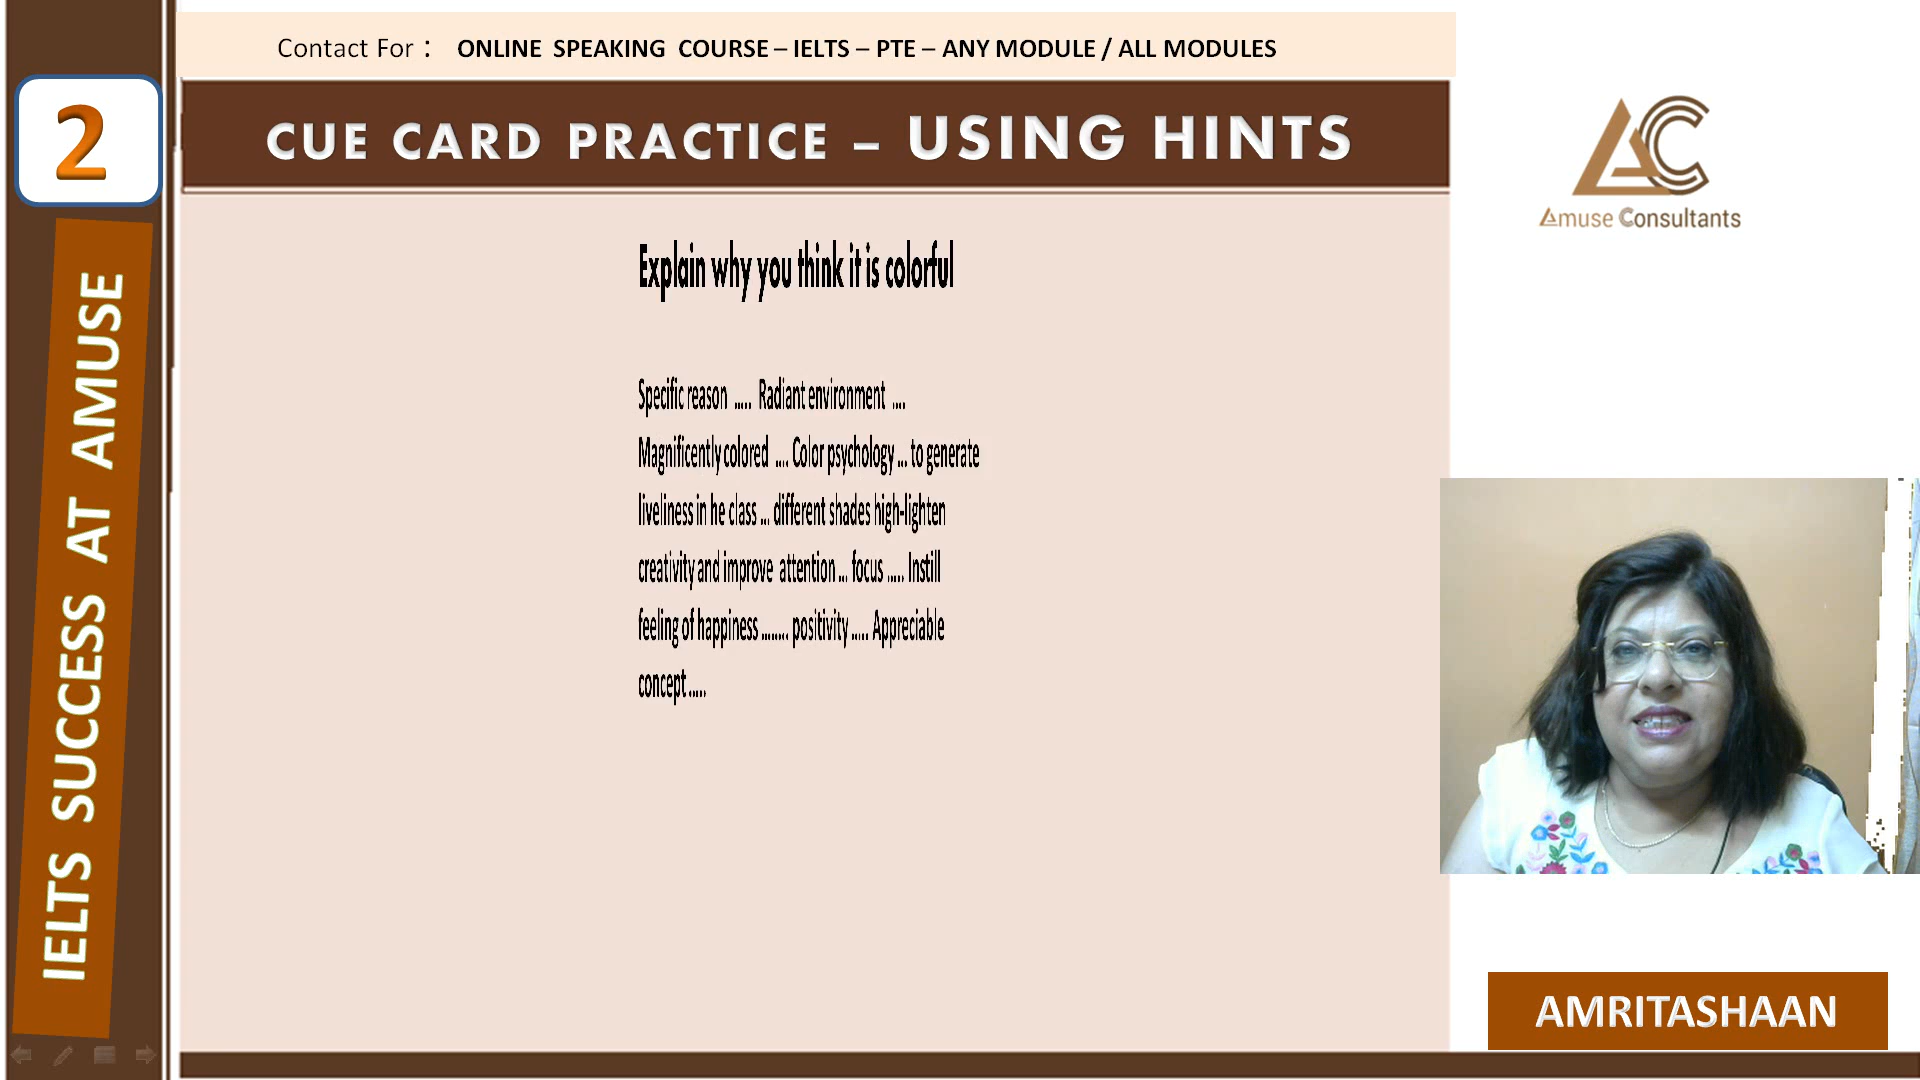 Contact For : ONLINE SPEAKING COURSE – IELTS – PTE – ANY MODULE / ALL MODULES
2
CUE CARD PRACTICE – USING HINTS
AC
Amuse Consultants
IELTS SUCCESS AT AMUSE
Explain why you think it is colorful
Specific reason ..... Radiant environment ....
Magnificently colored .... Color psychology ... to generate
liveliness in he class ... different shades high-lighten
creativity and improve attention ... focus ..... Instill
feeling of happiness ........ positivity ..... Appreciable
concept .....
AMRITASHAAN